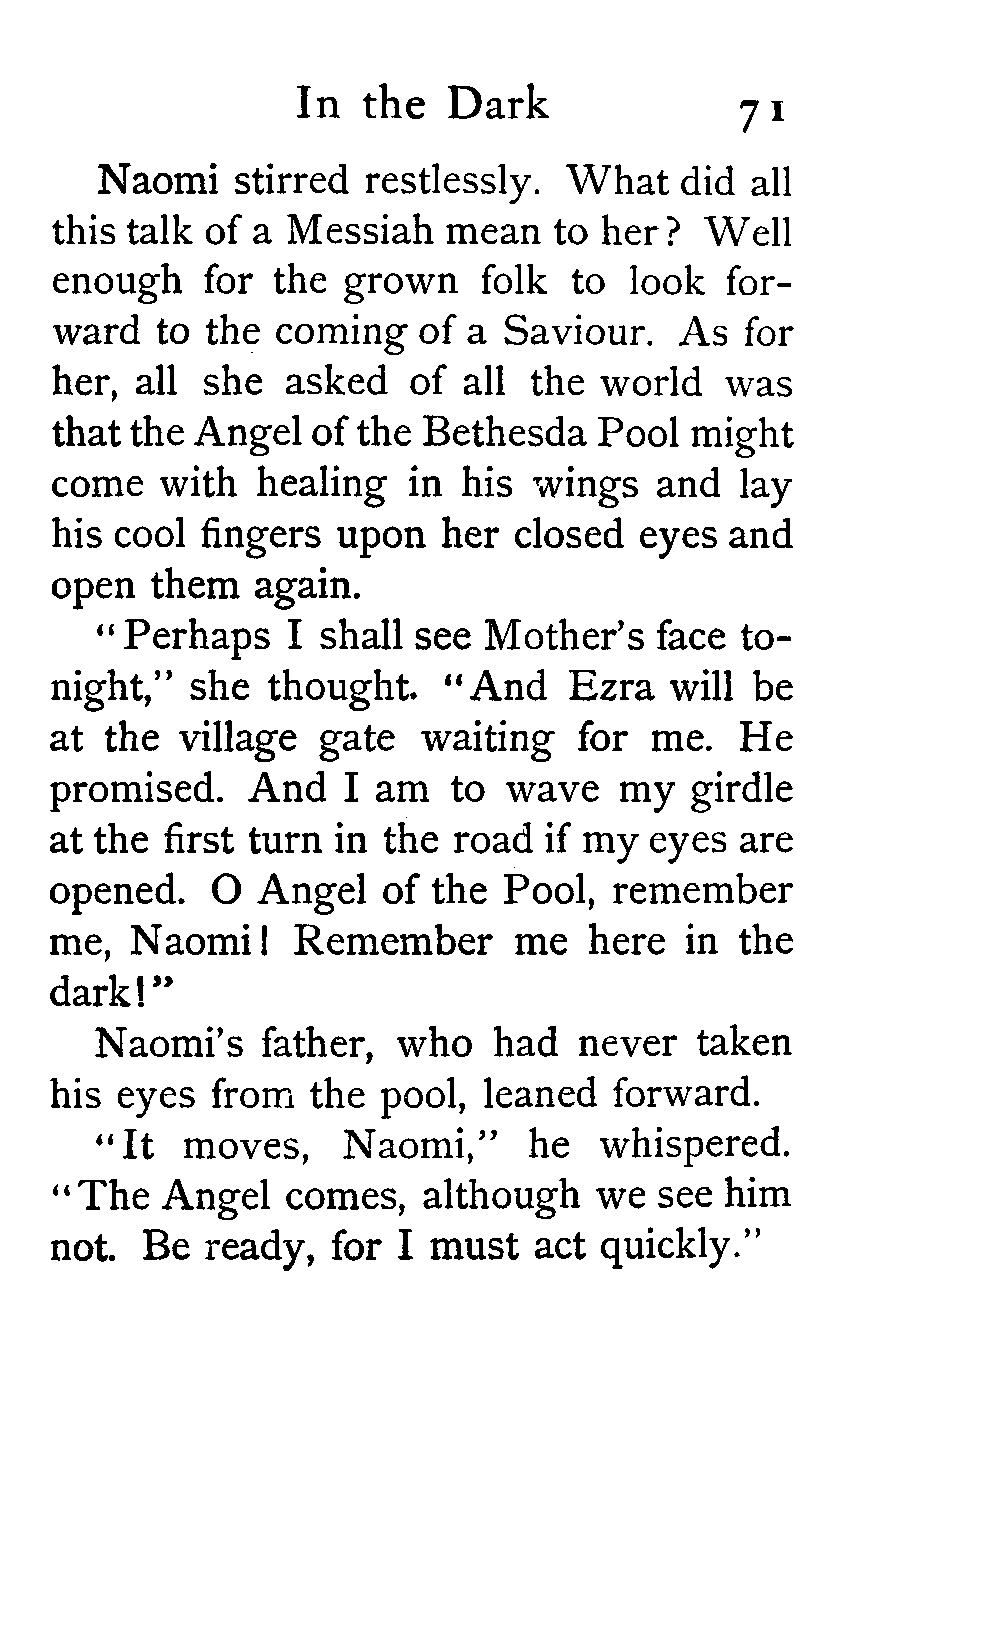 In the Dark 71
Naomi stirred restlessly. What did all
this talk of a Messiah mean to her? Well
enough for the grown folk to look for-
ward to the coming of a Saviour. As for
her, all she asked of all the world was
that the Angel of the Bethesda Pool might
come with healing in his wings and lay
his cool fingers upon her closed eyes and
open them again.
"Perhaps I shall see Mother's face to-
night," she thought. "And Ezra will be
at the village gate waiting for me. He
promised. And I am to wave my girdle
at the first turn in the road if my eyes are
opened. O Angel of the Pool, remember
me, Naomi! Remember me here in the
dark!"
Naomi's father, who had never taken
his eyes from the pool, leaned forward.
"It moves, Naomi," he whispered.
"The Angel comes, although we see him
not. Be ready, for I must act quickly."